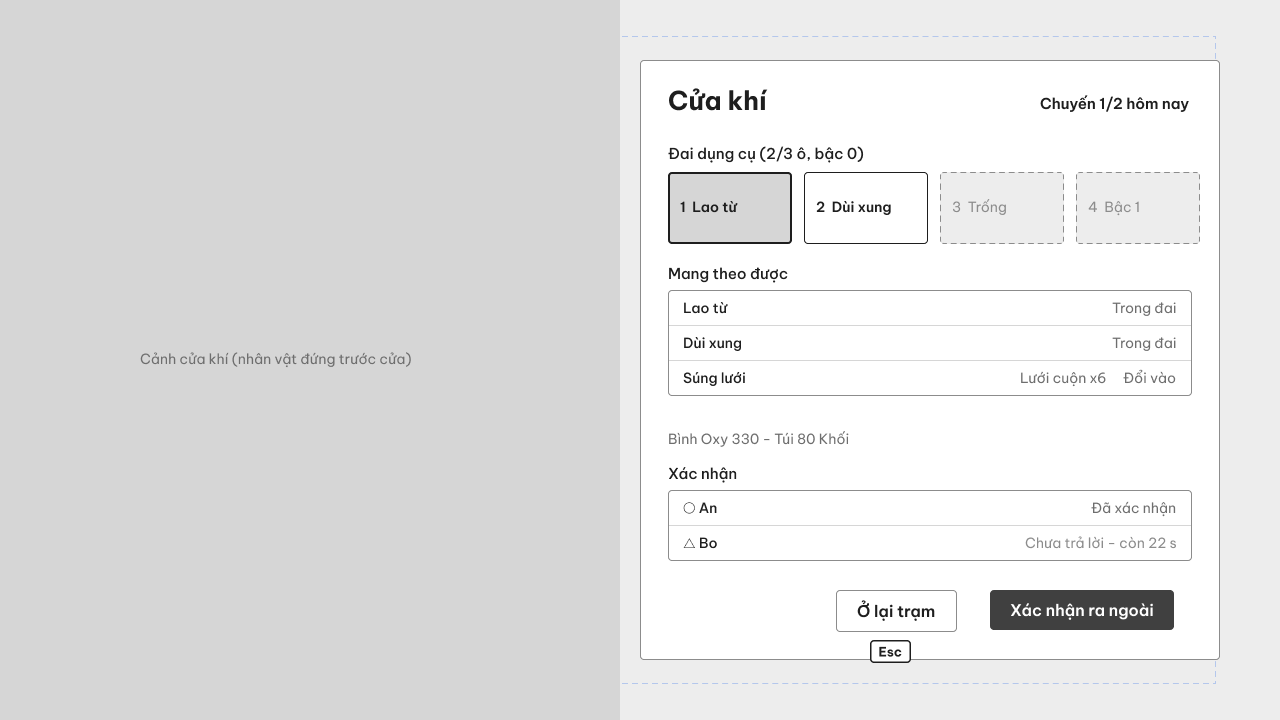 Cửa khí
Chuyến 1/2 hôm nay
Đai dụng cụ (2/3 ô, bậc 0)
1 Lao từ
2 Dùi xung
3 Trống
4 Bậc 1
Mang theo được
Lao từ Trong đai
Dùi xung Trong đai
Súng lưới Lưới cuộn x6 Đổi vào
Cảnh cửa khí (nhân vật đứng trước cửa)
Bình Oxy 330 - Túi 80 Khối
Xác nhận
An Đã xác nhận
Bo Chưa trả lời - còn 22 s
Ở lại trạm
Xác nhận ra ngoài
Esc